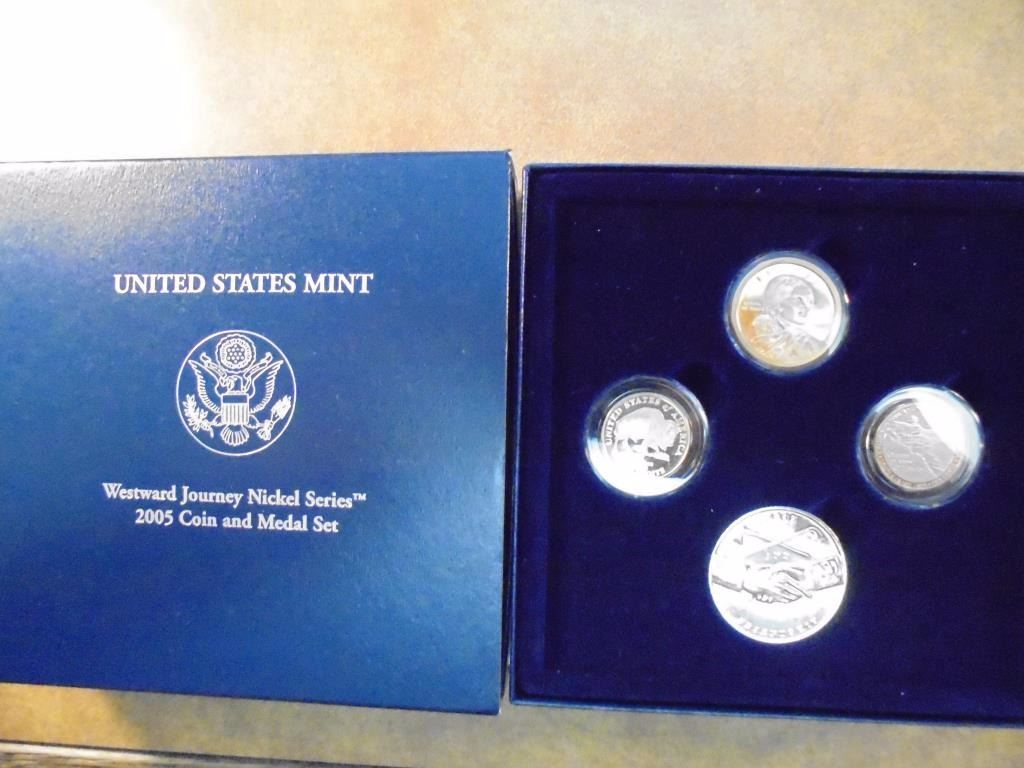 UNITED STATES MINT
Westward Journey Nickel Series™
2005 Coin and Medal Set
UNITED STATES OF AMERICA